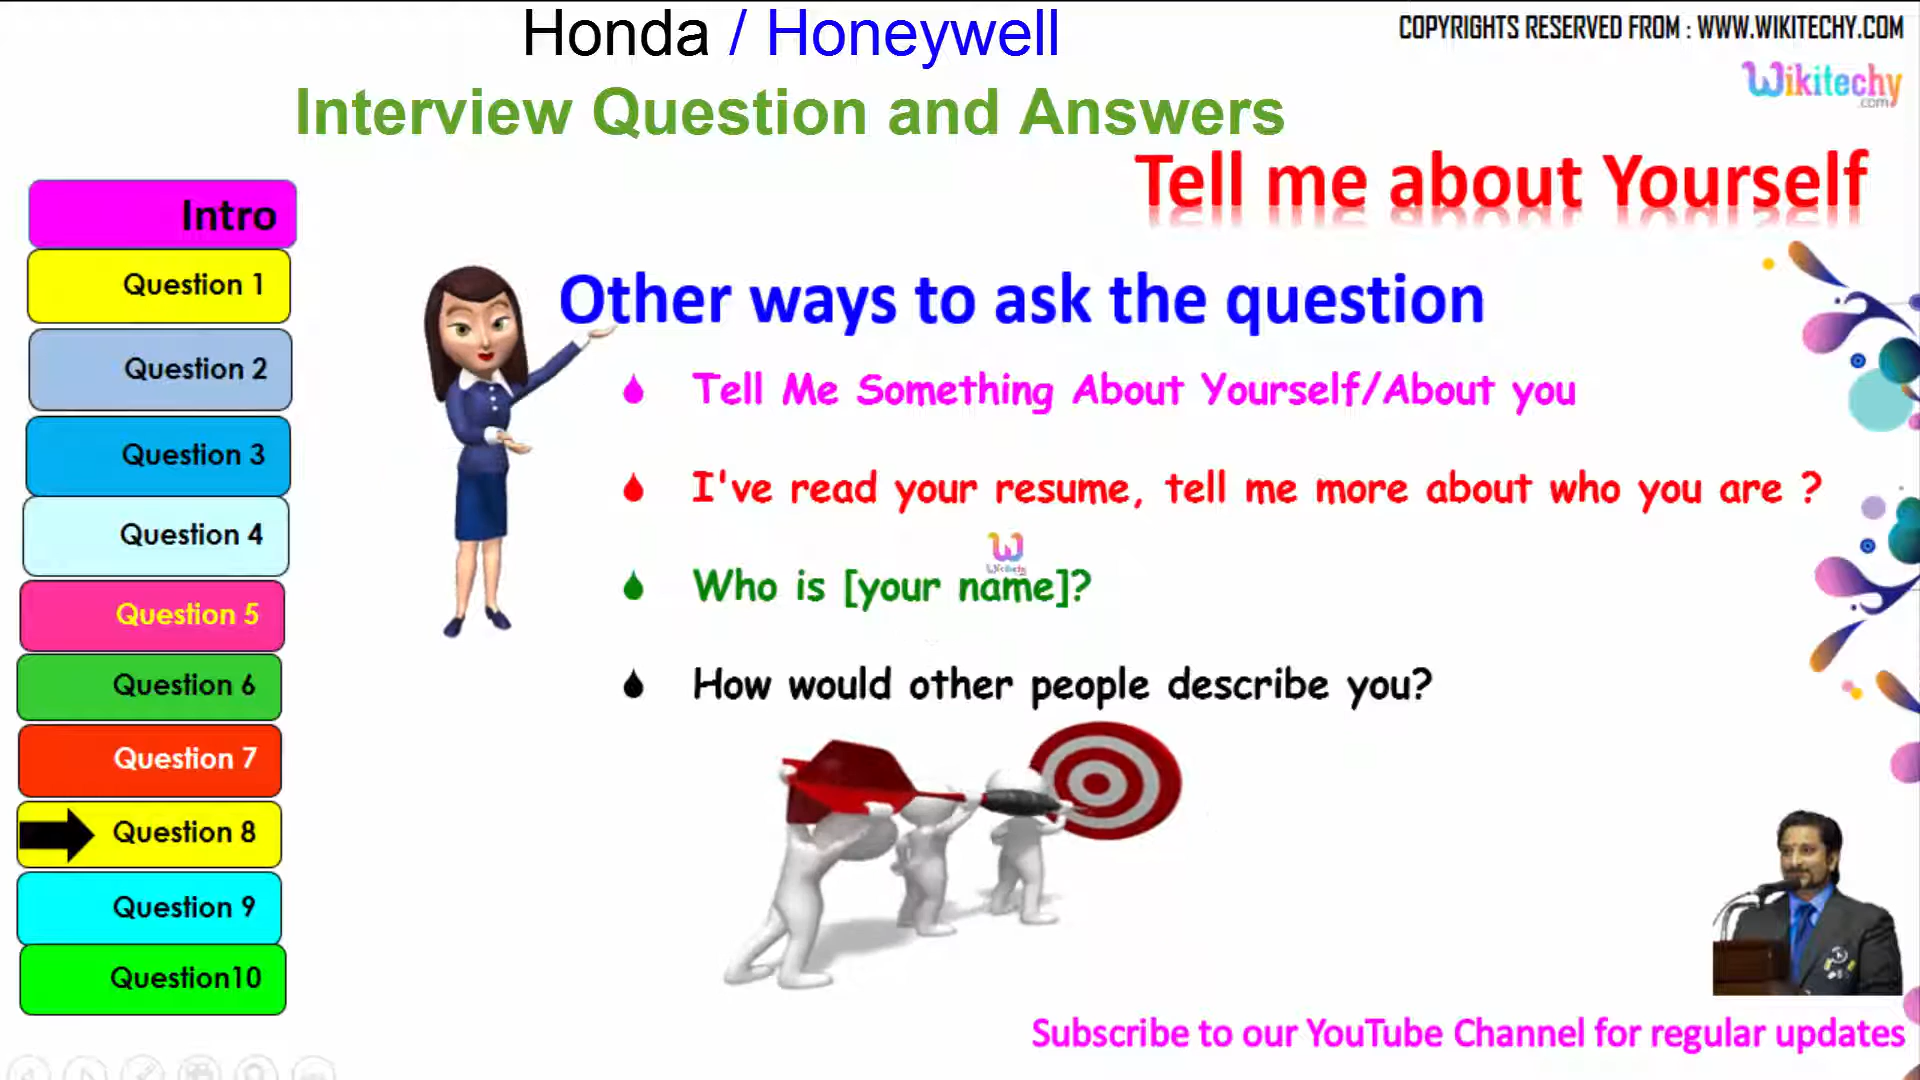 Honda / Honeywell
COPYRIGHTS RESERVED FROM : WWW.WIKITECHY.COM
Wikitechy
.com
Interview Question and Answers
Tell me about Yourself
Intro
Question 1
Question 2
Question 3
Question 4
Question 5
Question 6
Question 7
Question 8
Question 9
Question10
Other ways to ask the question
Tell Me Something About Yourself/About you
I've read your resume, tell me more about who you are ?
Wikitechy
Who is [your name]?
How would other people describe you?
Subscribe to our YouTube Channel for regular updates